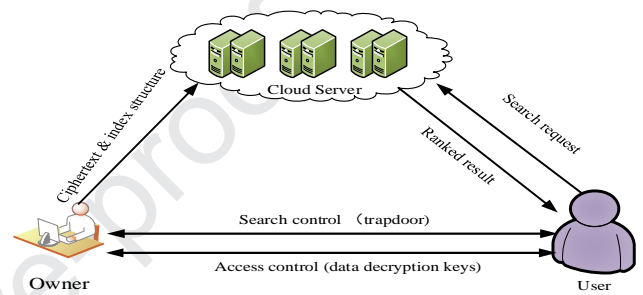 Cloud Server
Ciphertext & index structure
Ranked result
Search request
Search control （trapdoor）
Access control (data decryption keys)
Owner
User